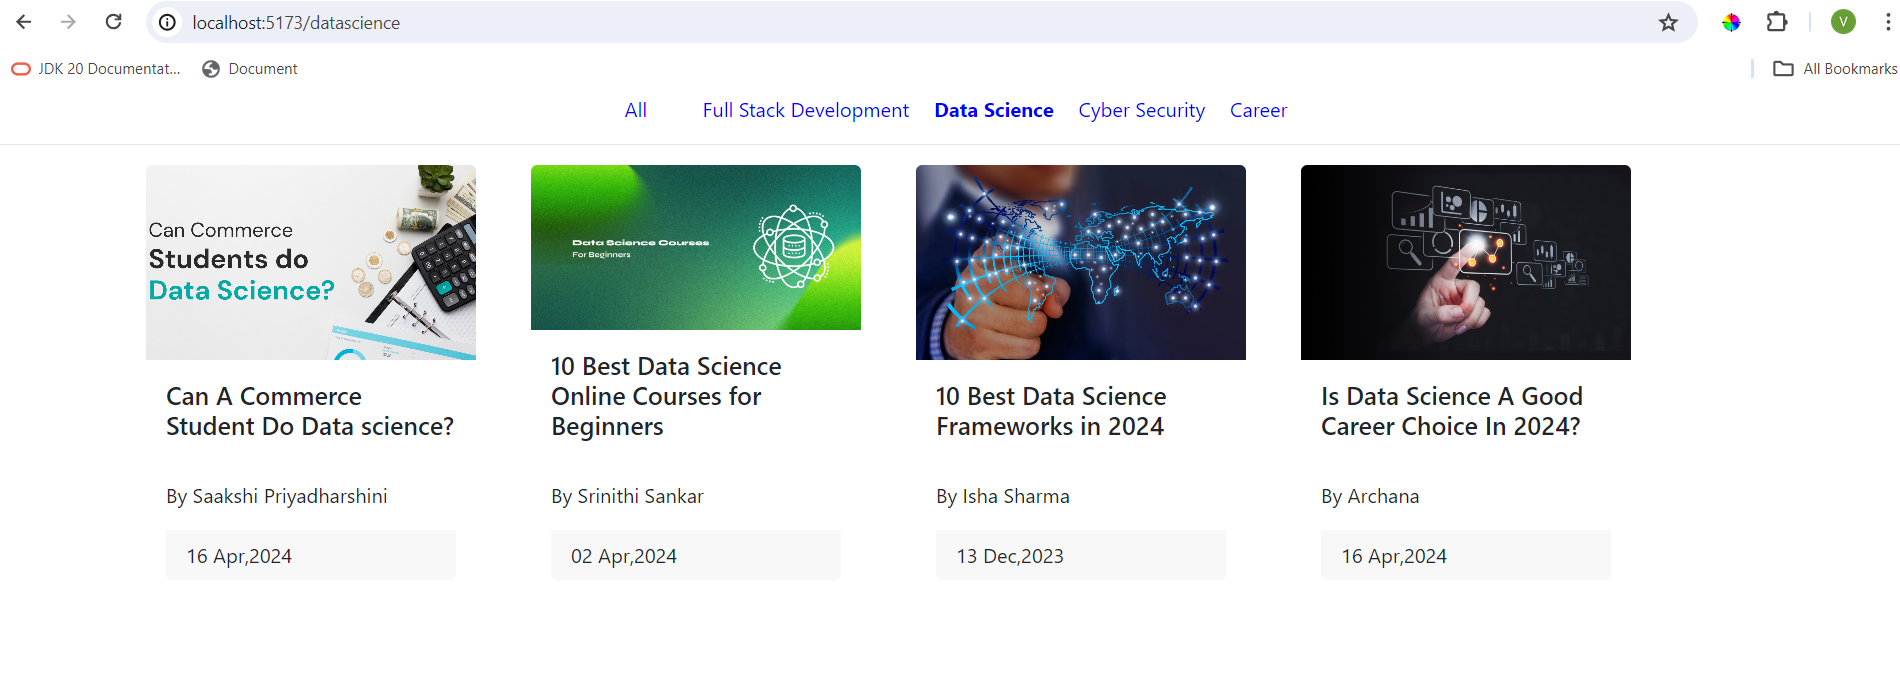 localhost:5173/datascience
V
JDK 20 Documentat...
Document
All Bookmarks
All
Full Stack Development
Data Science
Cyber Security
Career
Can Commerce
Students do
Data Science?
Can A Commerce
Student Do Data science?
By Saakshi Priyadharshini
16 Apr,2024
Data Science Courses
For Beginners
10 Best Data Science
Online Courses for
Beginners
By Srinithi Sankar
02 Apr,2024
10 Best Data Science
Frameworks in 2024
By Isha Sharma
13 Dec,2023
Is Data Science A Good
Career Choice In 2024?
By Archana
16 Apr,2024